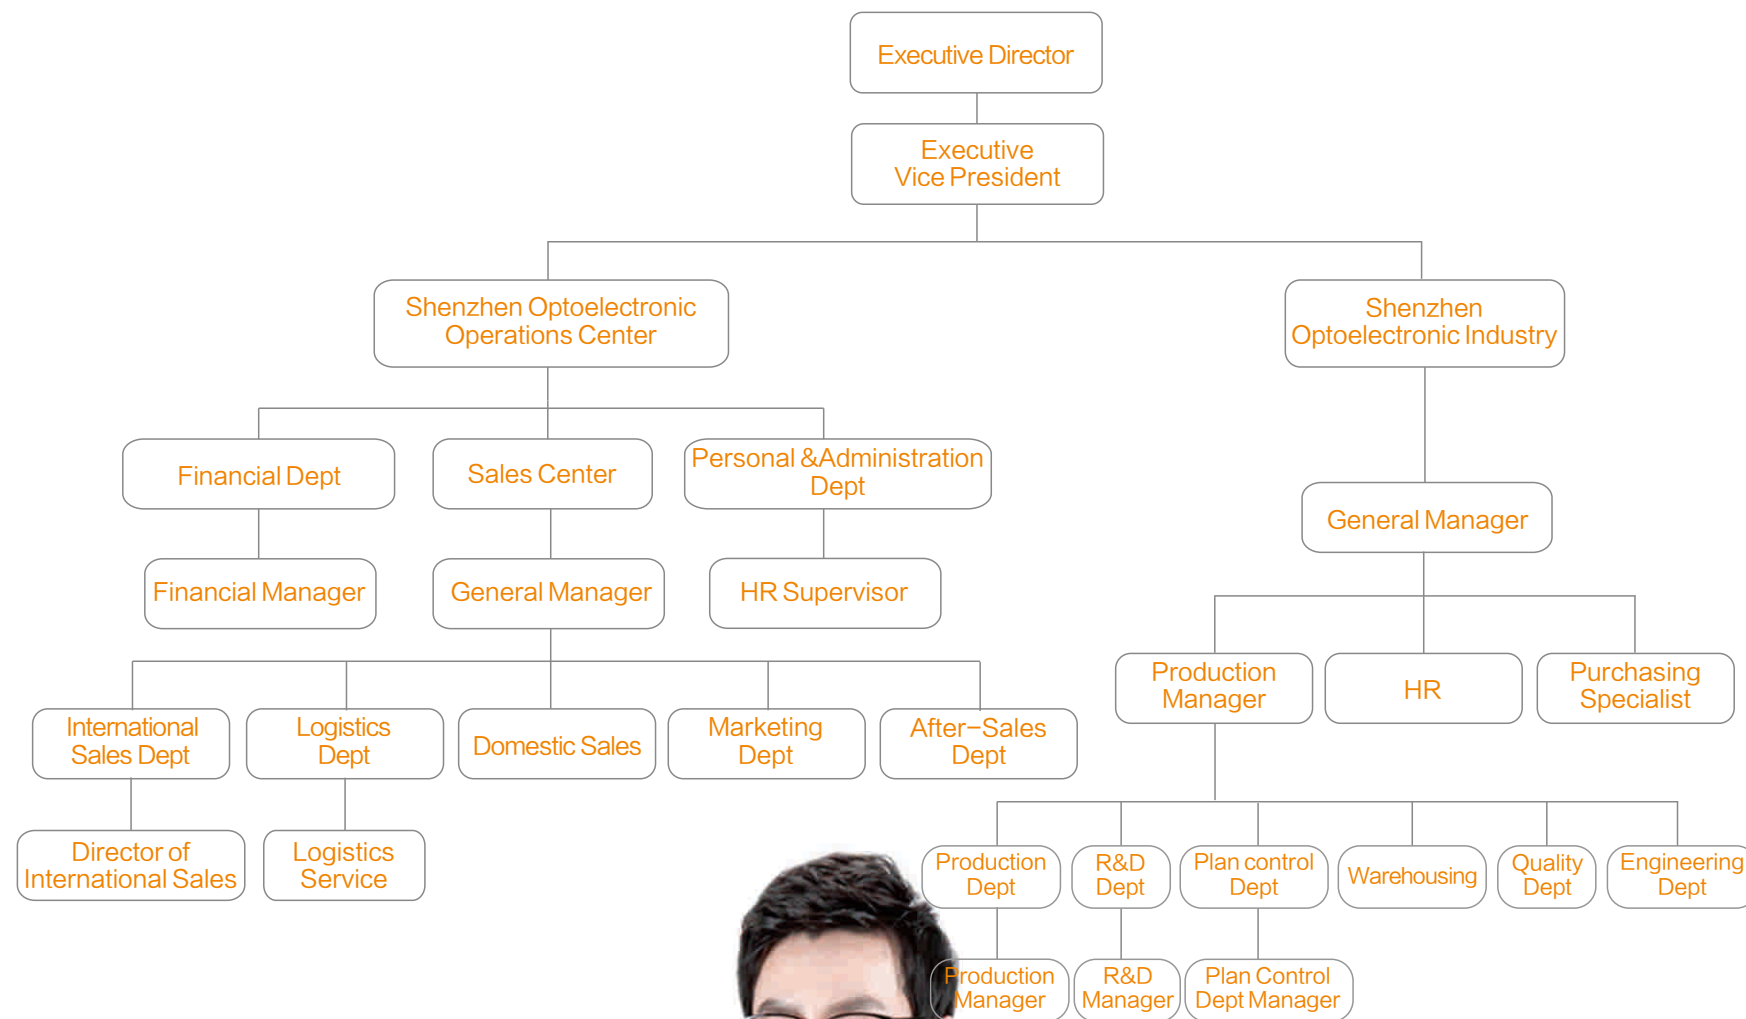 Executive Director
Executive
Vice President
Shenzhen Optoelectronic
Operations Center
Shenzhen
Optoelectronic Industry
Financial Dept
Sales Center
Personal &Administration
Dept
General Manager
Financial Manager
General Manager
HR Supervisor
Production
Manager
HR
Purchasing
Specialist
International
Sales Dept
Logistics
Dept
Domestic Sales
Marketing
Dept
After-Sales
Dept
Director of
International Sales
Logistics
Service
Production
Dept
R&D
Dept
Plan control
Dept
Warehousing
Quality
Dept
Engineering
Dept
Production
Manager
R&D
Manager
Plan Control
Dept Manager